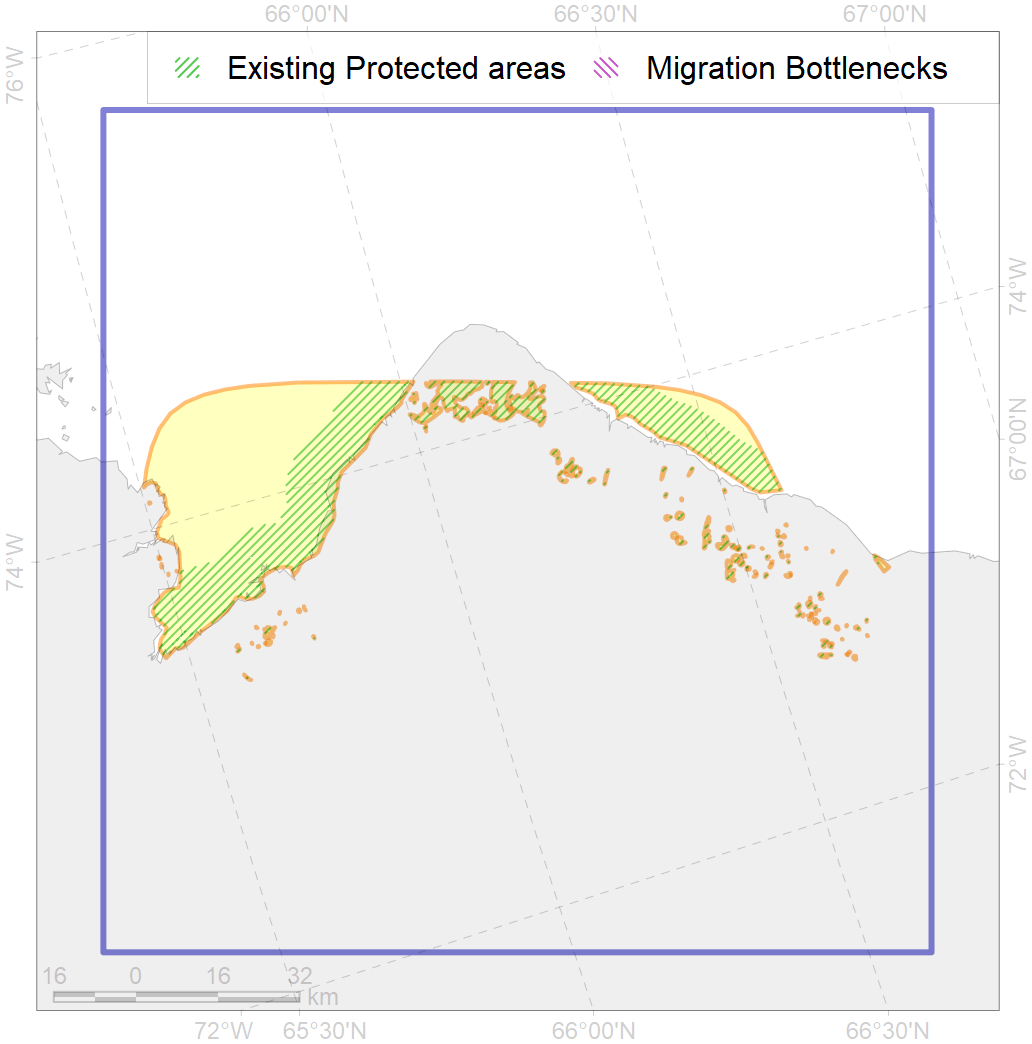 66°00'N 66°30'N 67°00'N
76°W
Existing Protected areas Migration Bottlenecks
74°W
67°00'N
74°W
72°W
16 0 16 32
km
72°W 65°30'N 66°00'N 66°30'N